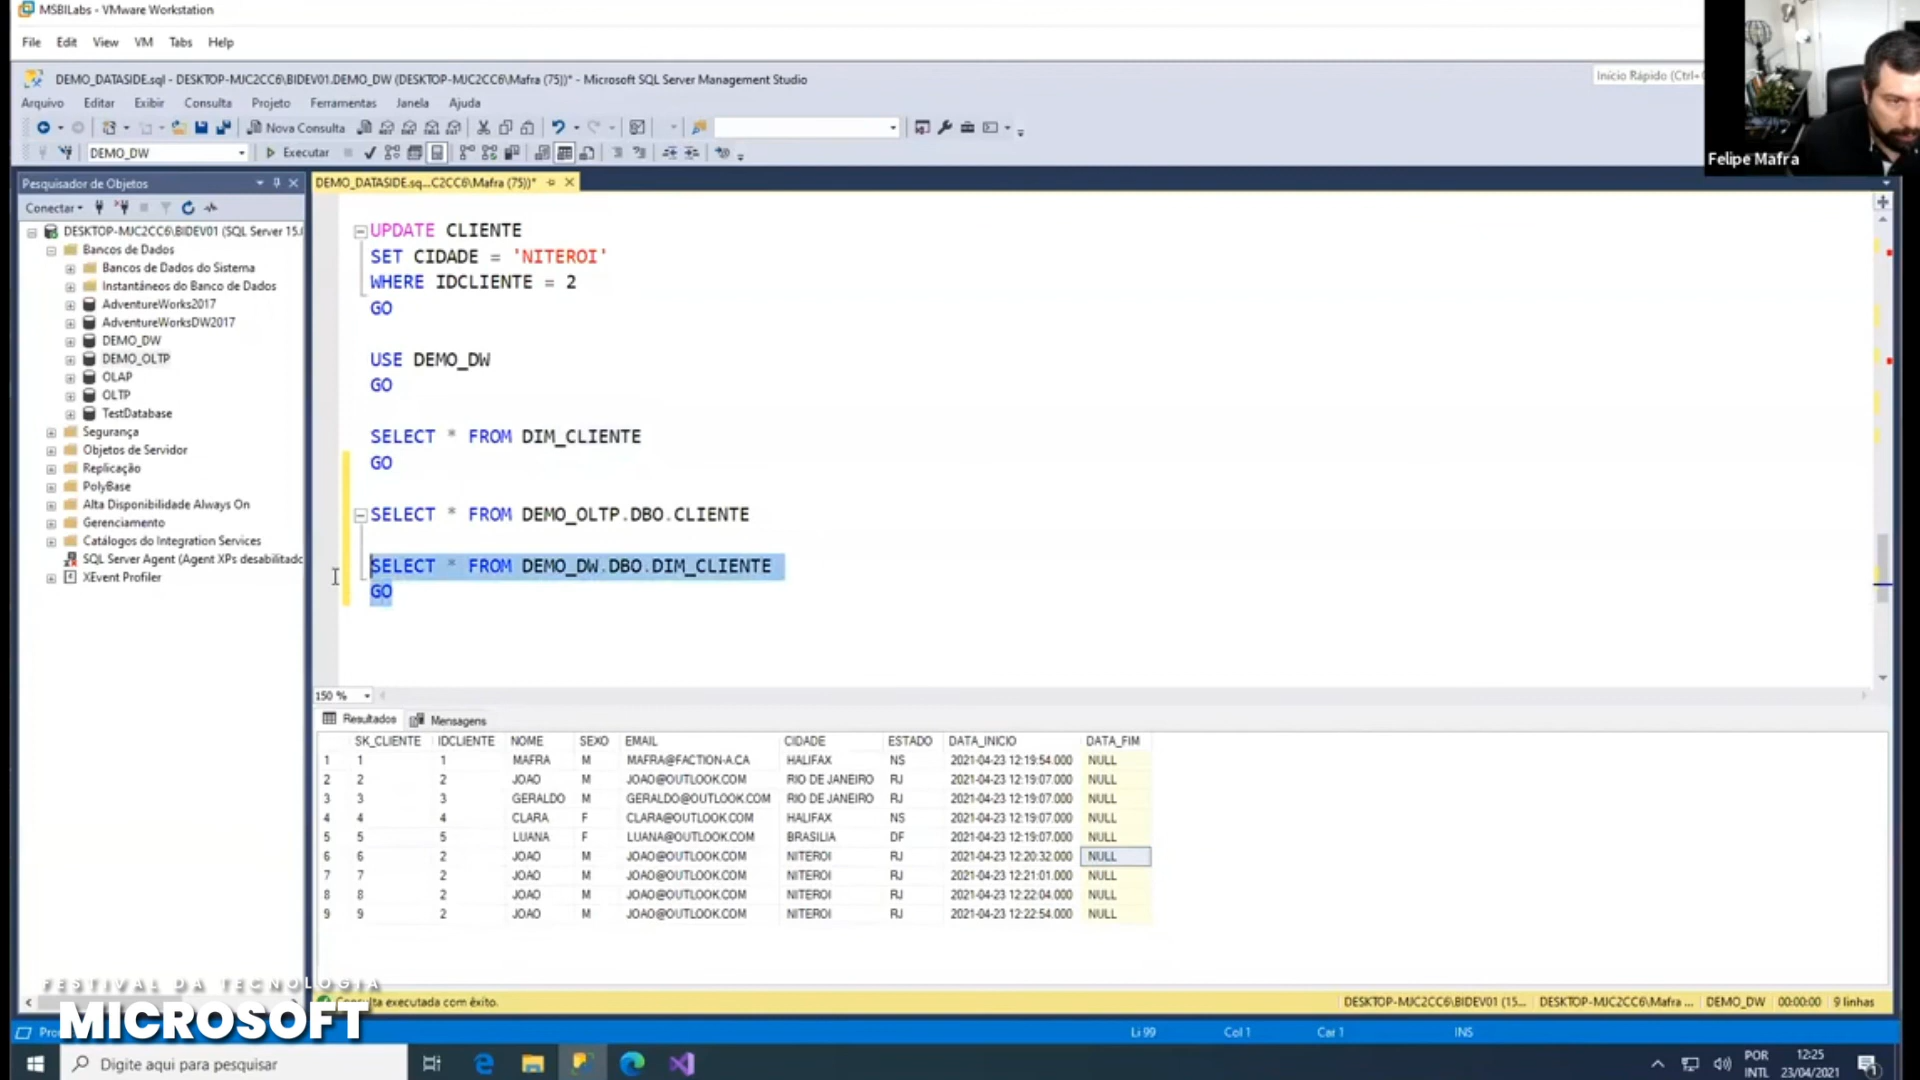 MSBILabs - VMware Workstation
File Edit View VM Tabs Help
DEMO_DATASIDE.sql - DESKTOP-MJC2CC6\BIDEV01.DEMO_DW (DESKTOP-MJC2CC6\Mafra (75))* - Microsoft SQL Server Management Studio
Início Rápido (Ctrl+
Arquivo Editar Exibir Consulta Projeto Ferramentas Janela Ajuda
Nova Consulta
DEMO_DW
Executar
Felipe Mafra
Pesquisador de Objetos
Conectar
DESKTOP-MJC2CC6\BIDEV01 (SQL Server 15.
Bancos de Dados
Bancos de Dados do Sistema
Instantâneos do Banco de Dados
AdventureWorks2017
AdventureWorksDW2017
DEMO_DW
DEMO_OLTP
OLAP
OLTP
TestDatabase
Segurança
Objetos de Servidor
Replicação
PolyBase
Alta Disponibilidade Always On
Gerenciamento
Catálogos do Integration Services
SQL Server Agent (Agent XPs desabilitado
XEvent Profiler
DEMO_DATASIDE.sq...C2CC6\Mafra (75))*
UPDATE CLIENTE
SET CIDADE = 'NITEROI'
WHERE IDCLIENTE = 2
GO
USE DEMO_DW
GO
SELECT * FROM DIM_CLIENTE
GO
SELECT * FROM DEMO_OLTP.DBO.CLIENTE
SELECT * FROM DEMO_DW.DBO.DIM_CLIENTE
GO
150 %
Resultados Mensagens
SK_CLIENTE IDCLIENTE NOME SEXO EMAIL CIDADE ESTADO DATA_INICIO DATA_FIM
1 1 1 MAFRA M MAFRA@FACTION-A.CA HALIFAX NS 2021-04-23 12:19:54.000 NULL
2 2 2 JOAO M JOAO@OUTLOOK.COM RIO DE JANEIRO RJ 2021-04-23 12:19:07.000 NULL
3 3 3 GERALDO M GERALDO@OUTLOOK.COM RIO DE JANEIRO RJ 2021-04-23 12:19:07.000 NULL
4 4 4 CLARA F CLARA@OUTLOOK.COM HALIFAX NS 2021-04-23 12:19:07.000 NULL
5 5 5 LUANA F LUANA@OUTLOOK.COM BRASILIA DF 2021-04-23 12:19:07.000 NULL
6 6 2 JOAO M JOAO@OUTLOOK.COM NITEROI RJ 2021-04-23 12:20:32.000 NULL
7 7 2 JOAO M JOAO@OUTLOOK.COM NITEROI RJ 2021-04-23 12:21:01.000 NULL
8 8 2 JOAO M JOAO@OUTLOOK.COM NITEROI RJ 2021-04-23 12:22:04.000 NULL
9 9 2 JOAO M JOAO@OUTLOOK.COM NITEROI RJ 2021-04-23 12:22:54.000 NULL
FESTIVAL DA TECNOLOGIA
MICROSOFT
executada com êxito.
DESKTOP-MJC2CC6\BIDEV01 (15... DESKTOP-MJC2CC6\Mafra ... DEMO_DW 00:00:00 9 linhas
Li 99 Col 1 Car 1 INS
Digite aqui para pesquisar
POR
INTL
12:25
23/04/2021